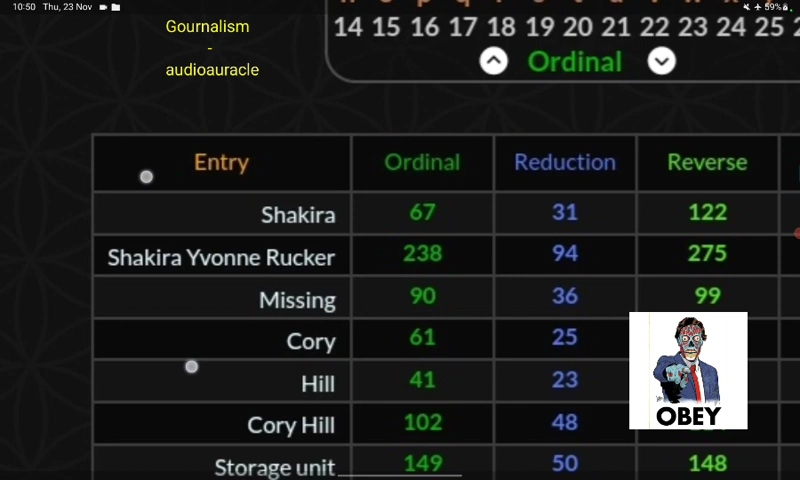 10:50 Thu, 23 Nov 59%
Gournalism
-
audioauracle
14 15 16 17 18 19 20 21 22 23 24 25
Ordinal
Entry Ordinal Reduction Reverse
Shakira 67 31 122
Shakira Yvonne Rucker 238 94 275
Missing 90 36 99
Cory 61 25
Hill 41 23
Cory Hill 102 48
Storage unit 149 50 148
OBEY